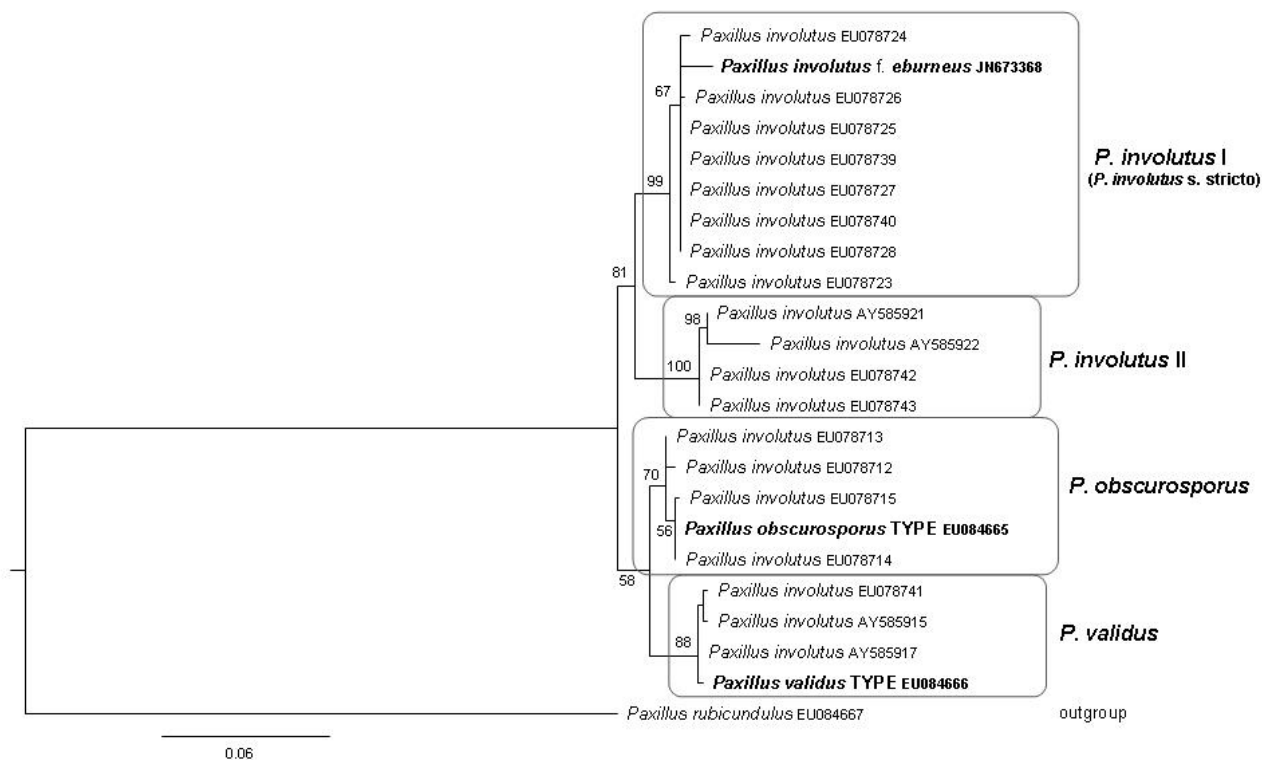 Paxillus involutus EU078724
Paxillus involutus f. eburneus JN673368
67
Paxillus involutus EU078726
Paxillus involutus EU078725
P. involutus I
Paxillus involutus EU078739
(P. involutus s. stricto)
99
Paxillus involutus EU078727
Paxillus involutus EU078740
Paxillus involutus EU078728
81
Paxillus involutus EU078723
Paxillus involutus AY585921
98
Paxillus involutus AY585922
P. involutus II
100
Paxillus involutus EU078742
Paxillus involutus EU078743
Paxillus involutus EU078713
Paxillus involutus EU078712
70
P. obscurosporus
Paxillus involutus EU078715
Paxillus obscurosporus TYPE EU084665
56
Paxillus involutus EU078714
58
Paxillus involutus EU078741
Paxillus involutus AY585915
P. validus
88
Paxillus involutus AY585917
Paxillus validus TYPE EU084666
Paxillus rubicundulus EU084667
outgroup
0.06